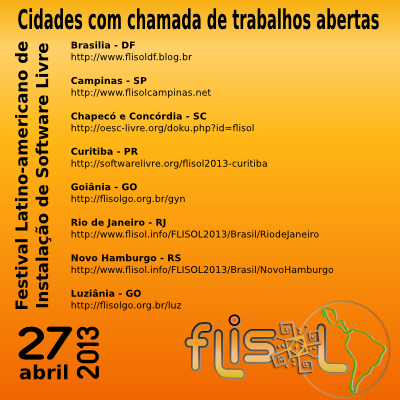 Cidades com chamada de trabalhos abertas
Festival Latino-americano de
Instalação de Software Livre
Brasilia - DF
http://www.flisoldf.blog.br
Campinas - SP
http://www.flisolcampinas.net
Chapecó e Concórdia - SC
http://oesc-livre.org/doku.php?id=flisol
Curitiba - PR
http://softwarelivre.org/flisol2013-curitiba
Goiânia - GO
http://flisolgo.org.br/gyn
Rio de Janeiro - RJ
http://www.flisol.info/FLISOL2013/Brasil/RiodeJaneiro
Novo Hamburgo - RS
http://www.flisol.info/FLISOL2013/Brasil/NovoHamburgo
Luziânia - GO
http://flisolgo.org.br/luz
27
abril
2013
flisol